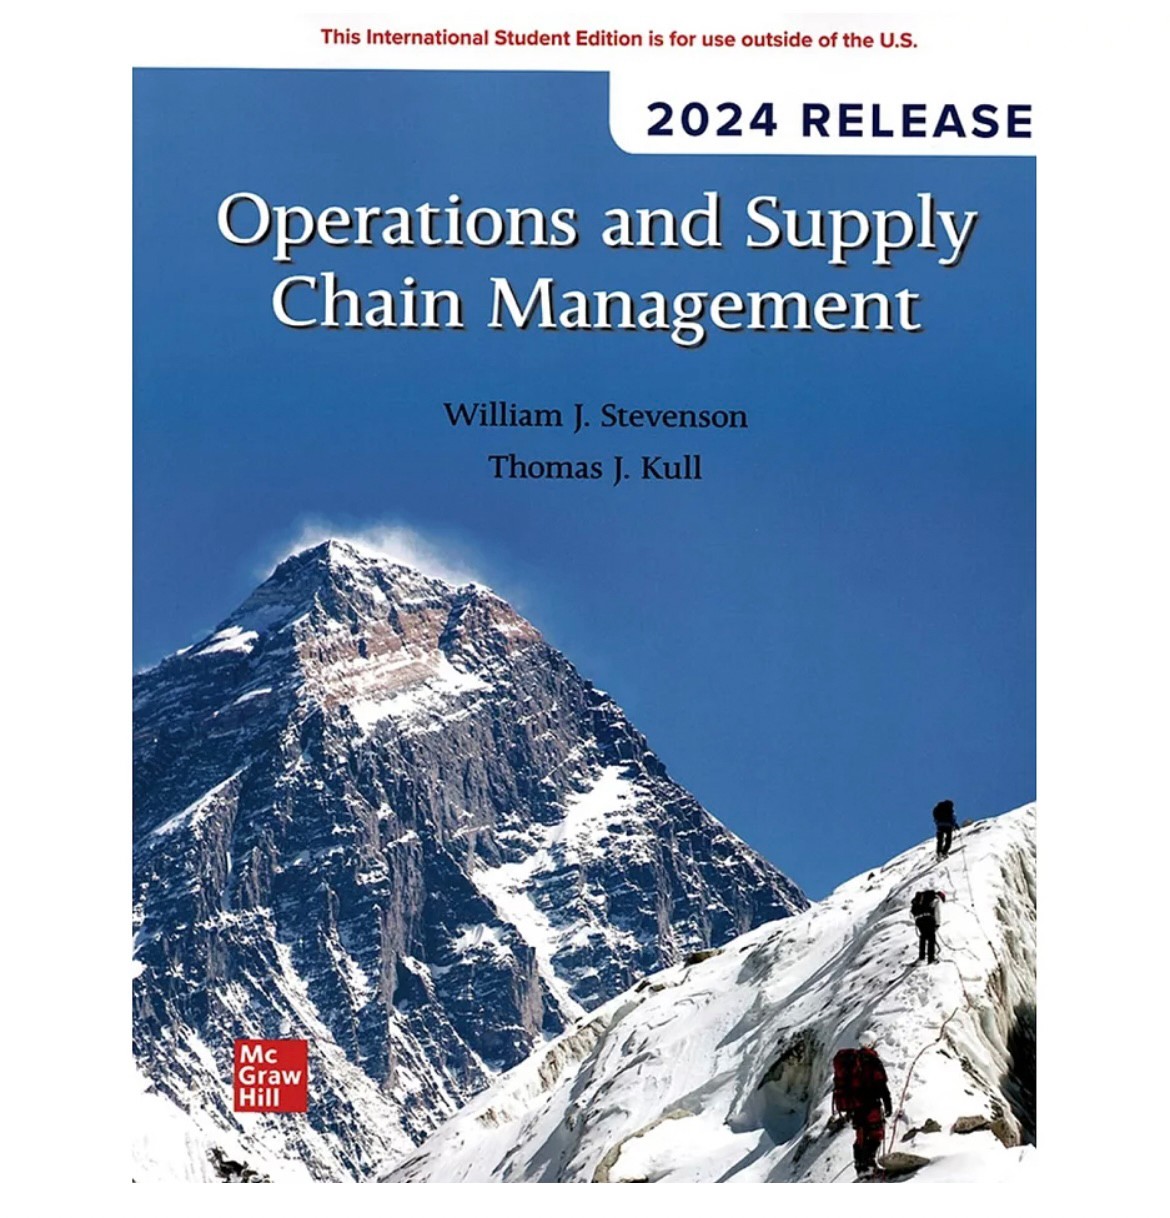 This International Student Edition is for use outside of the U.S.
2024 RELEASE
Operations and Supply
Chain Management
William J. Stevenson
Thomas J. Kull
Mc
Graw
Hill